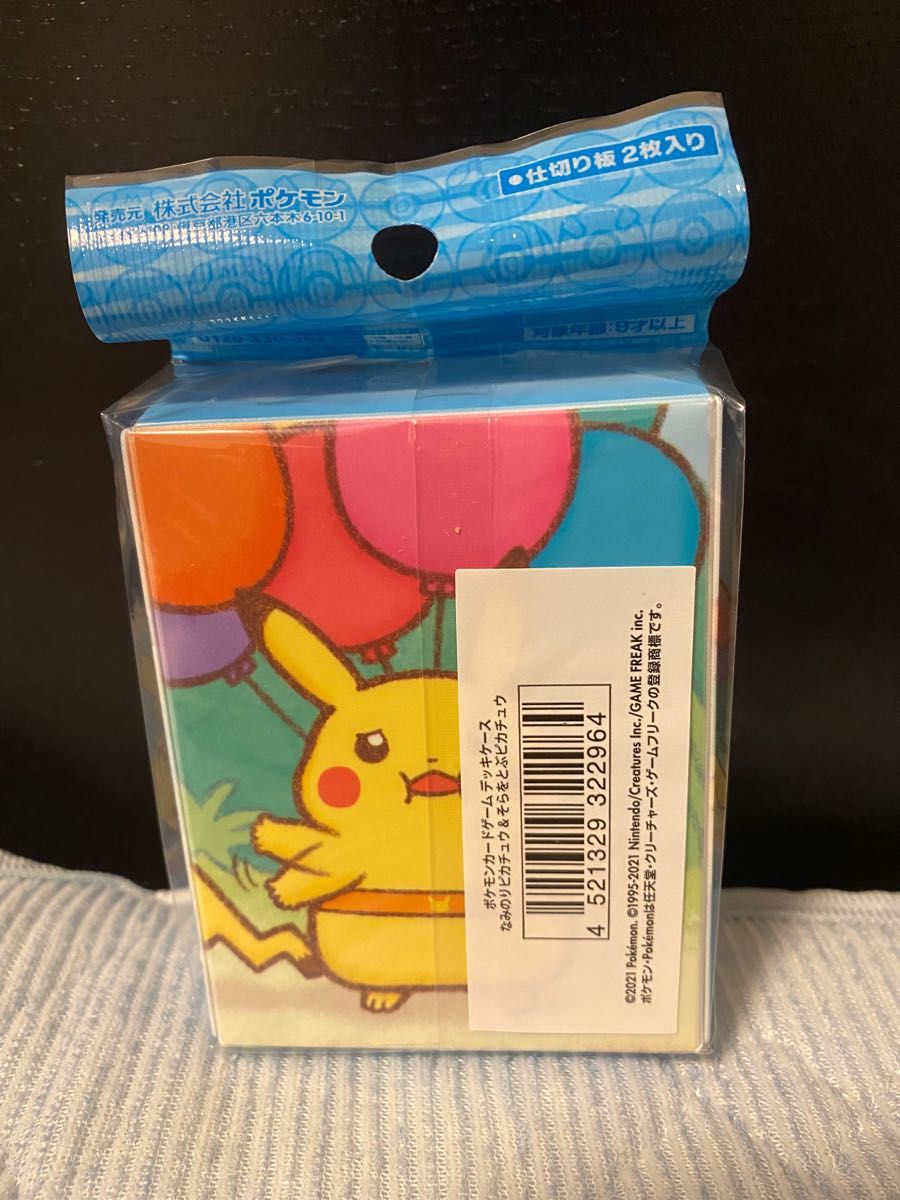 ●仕切り板 2枚入り
発売元 株式会社ポケモン
東京都港区六本木6-10-1
対象年齢:9才以上
ポケモンカードゲーム デッキケース
なみのりピカチュウ&そらをとぶピカチュウ
4 521329 322964
©2021 Pokémon. ©1995-2021 Nintendo/Creatures Inc./GAME FREAK inc.
ポケモン・Pokémonは任天堂・クリーチャーズ・ゲームフリークの登録商標です。